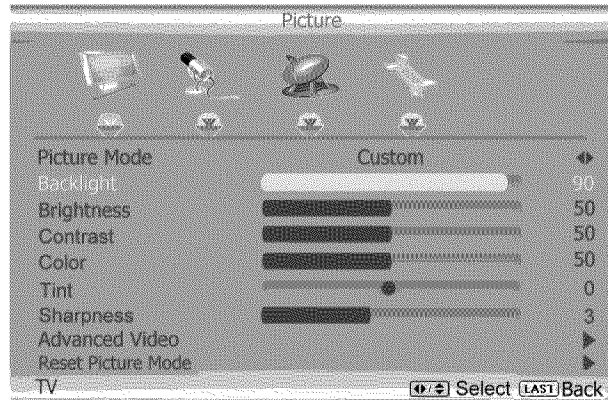 Picture
Picture Mode Custom
Backlight 90
Brightness 50
Contrast 50
Color 50
Tint 0
Sharpness 3
Advanced Video
Reset Picture Mode
TV Select LAST Back